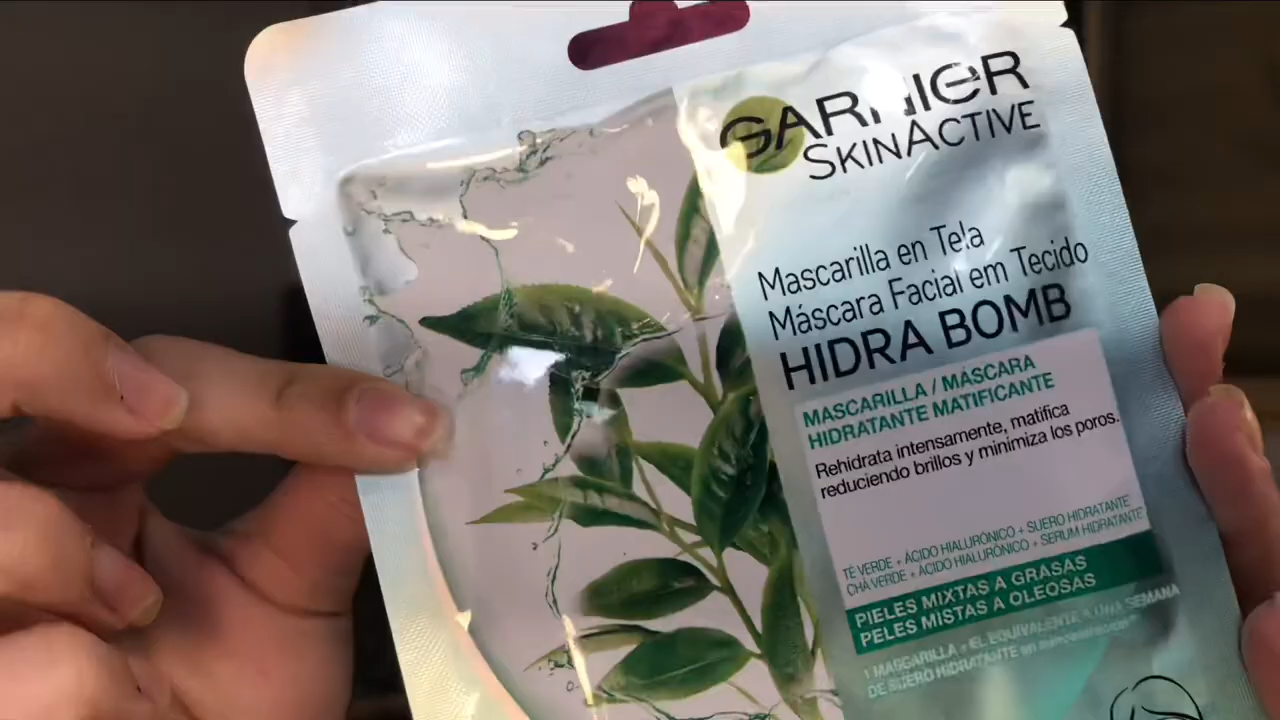 GARNIER
SKINACTIVE
Mascarilla en Tela
Máscara Facial em Tecido
HIDRA BOMB
MASCARILLA / MÁSCARA
HIDRATANTE MATIFICANTE
Rehidrata intensamente, matifica
reduciendo brillos y minimiza los poros.
TÉ VERDE + ÁCIDO HIALURÓNICO + SUERO HIDRATANTE
CHÁ VERDE + ÁCIDO HIALURÓNICO + SERUM HIDRATANTE
PIELES MIXTAS A GRASAS
PELES MISTAS A OLEOSAS
1 MASCARILLA = EL EQUIVALENTE A UNA SEMANA
DE SUERO HIDRATANTE en